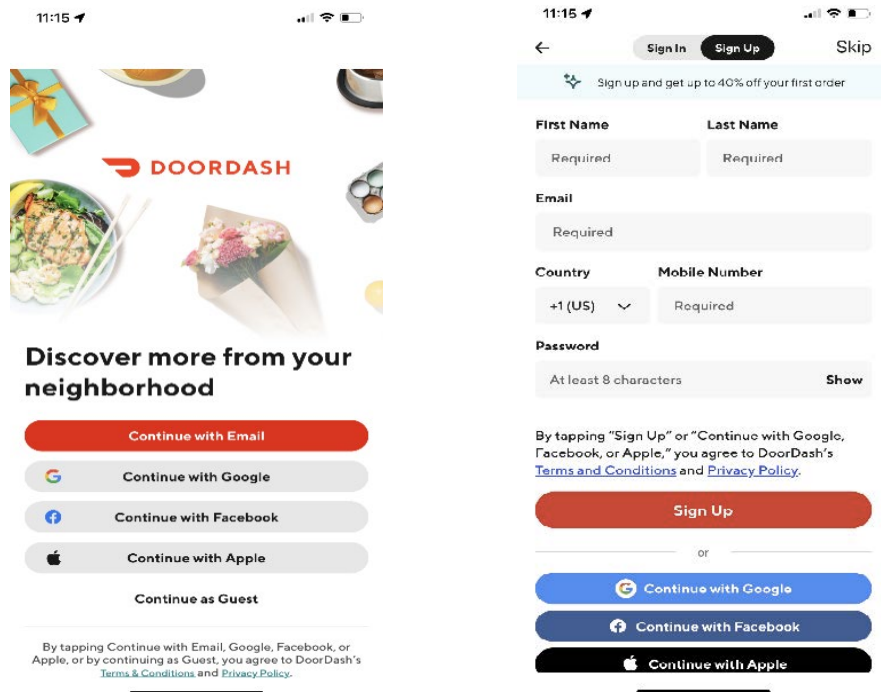 11:15
DOORDASH
Discover more from your
neighborhood
Continue with Email
Continue with Google
Continue with Facebook
Continue with Apple
Continue as Guest
By tapping Continue with Email, Google, Facebook, or
Apple, or by continuing as Guest, you agree to DoorDash's
Terms & Conditions and Privacy Policy.
11:15
Sign In Sign Up Skip
Sign up and get up to 40% off your first order
First Name Last Name
Required Required
Email
Required
Country Mobile Number
+1 (US) Required
Password
At least 8 characters Show
By tapping "Sign Up" or "Continue with Google,
Facebook, or Apple," you agree to DoorDash's
Terms and Conditions and Privacy Policy.
Sign Up
or
Continue with Google
Continue with Facebook
Continue with Apple